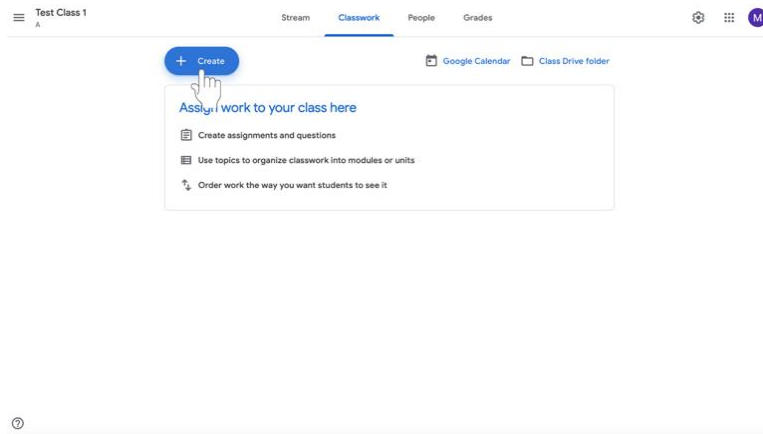 Test Class 1
A
Stream Classwork People Grades
M
Create
Google Calendar Class Drive folder
Assign work to your class here
Create assignments and questions
Use topics to organize classwork into modules or units
Order work the way you want students to see it